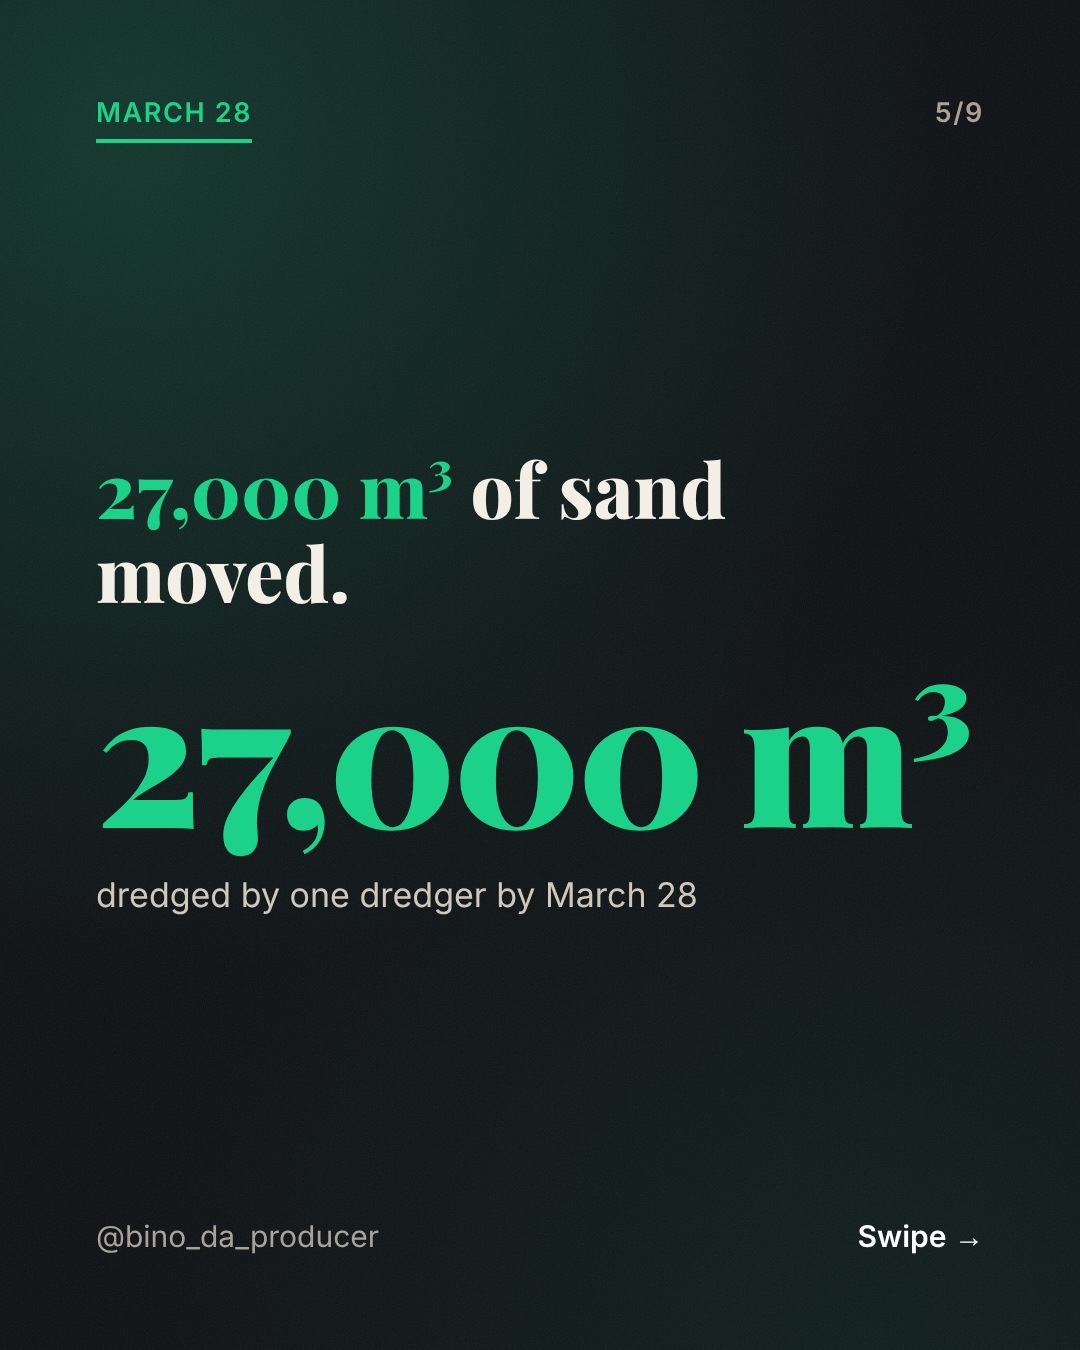 MARCH 28
5/9
27,000 m³ of sand
moved.
27,000 m³
dredged by one dredger by March 28
@bino_da_producer
Swipe →